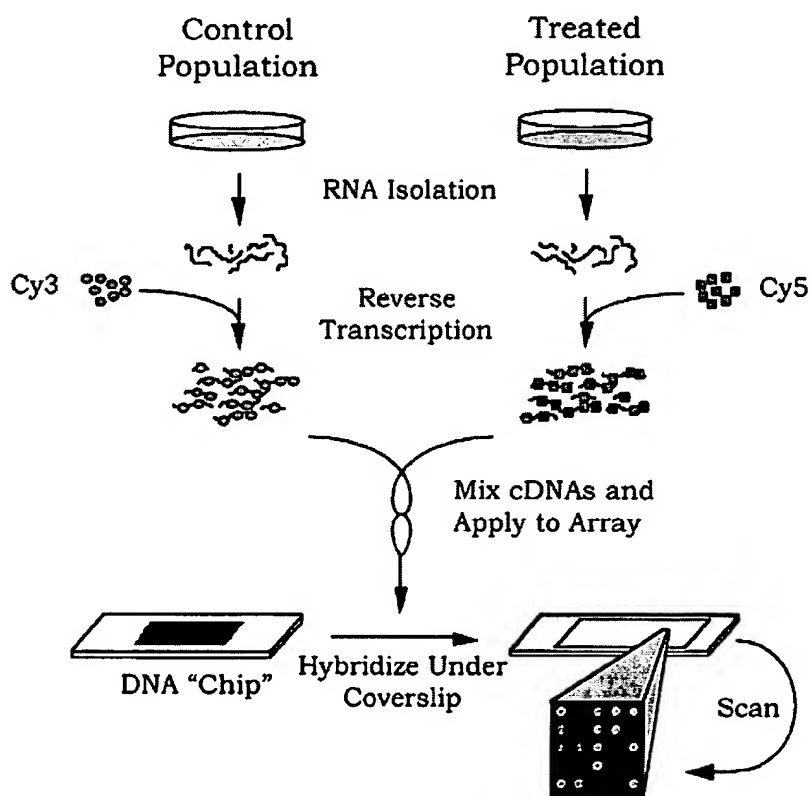 Control
Population
Treated
Population
RNA Isolation
Cy3
Reverse
Transcription
Cy5
Mix cDNAs and
Apply to Array
DNA "Chip"
Hybridize Under
Coverslip
Scan